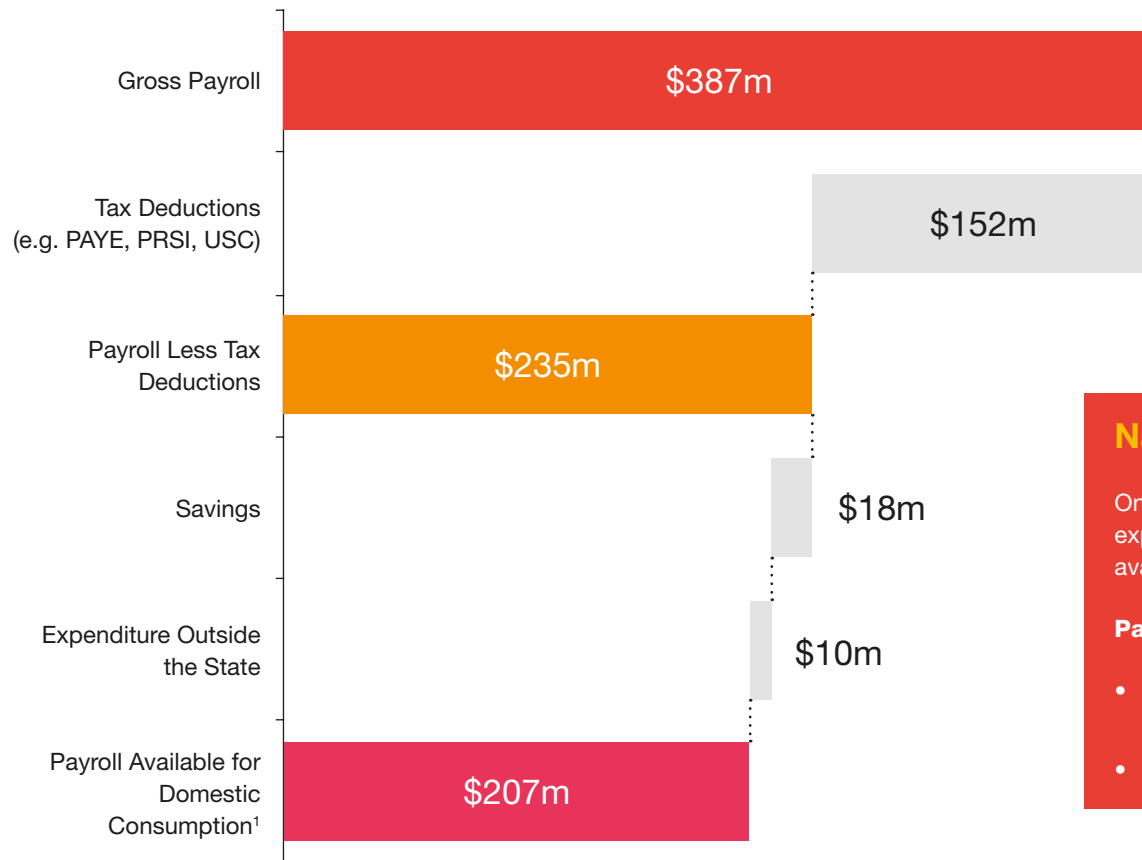 Gross Payroll
$387m
Tax Deductions
(e.g. PAYE, PRSI, USC)
$152m
Payroll Less Tax
Deductions
$235m
Savings
$18m
Expenditure Outside
the State
$10m
Payroll Available for
Domestic
Consumption¹
$207m